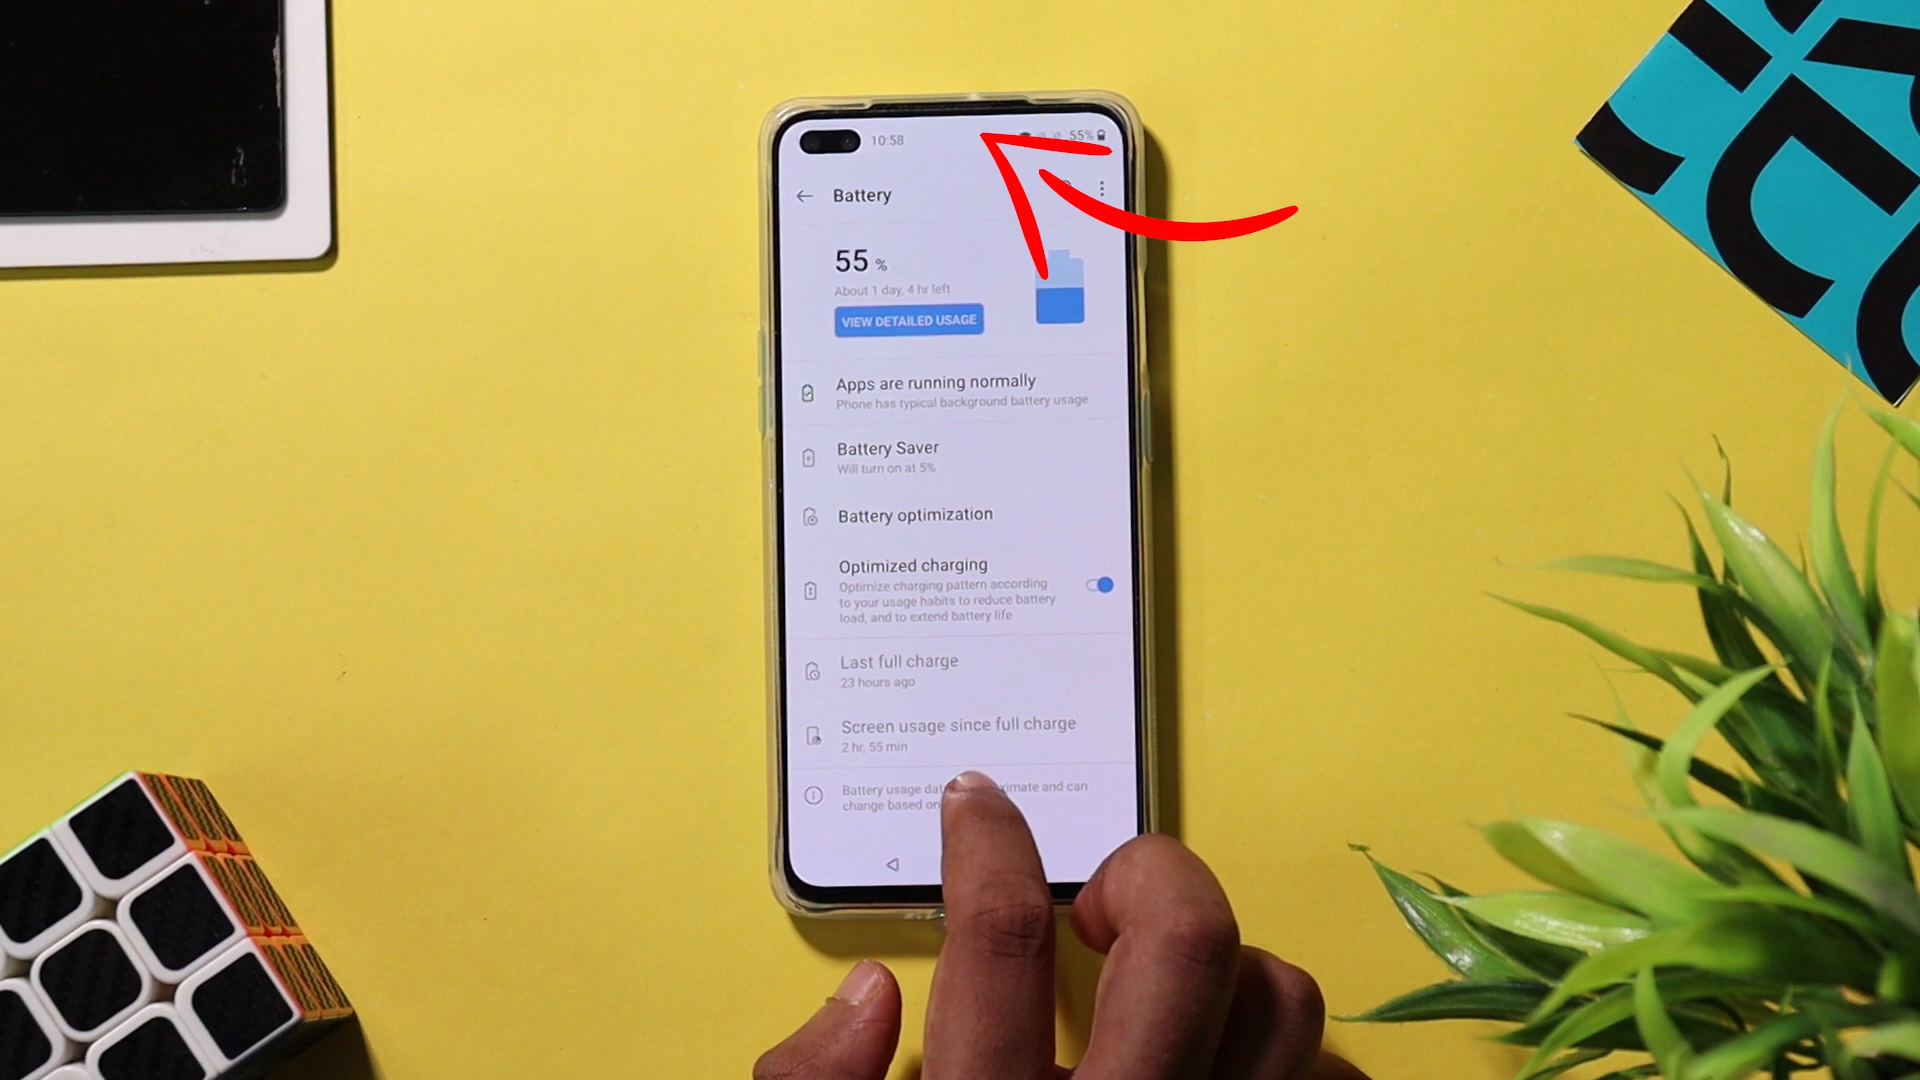 10:58
55%
Battery
55 %
About 1 day, 4 hr left
VIEW DETAILED USAGE
Apps are running normally
Phone has typical background battery usage
Battery Saver
Will turn on at 5%
Battery optimization
Optimized charging
Optimize charging pattern according
to your usage habits to reduce battery
load, and to extend battery life
Last full charge
23 hours ago
Screen usage since full charge
2 hr, 55 min
Battery usage and can
change based on